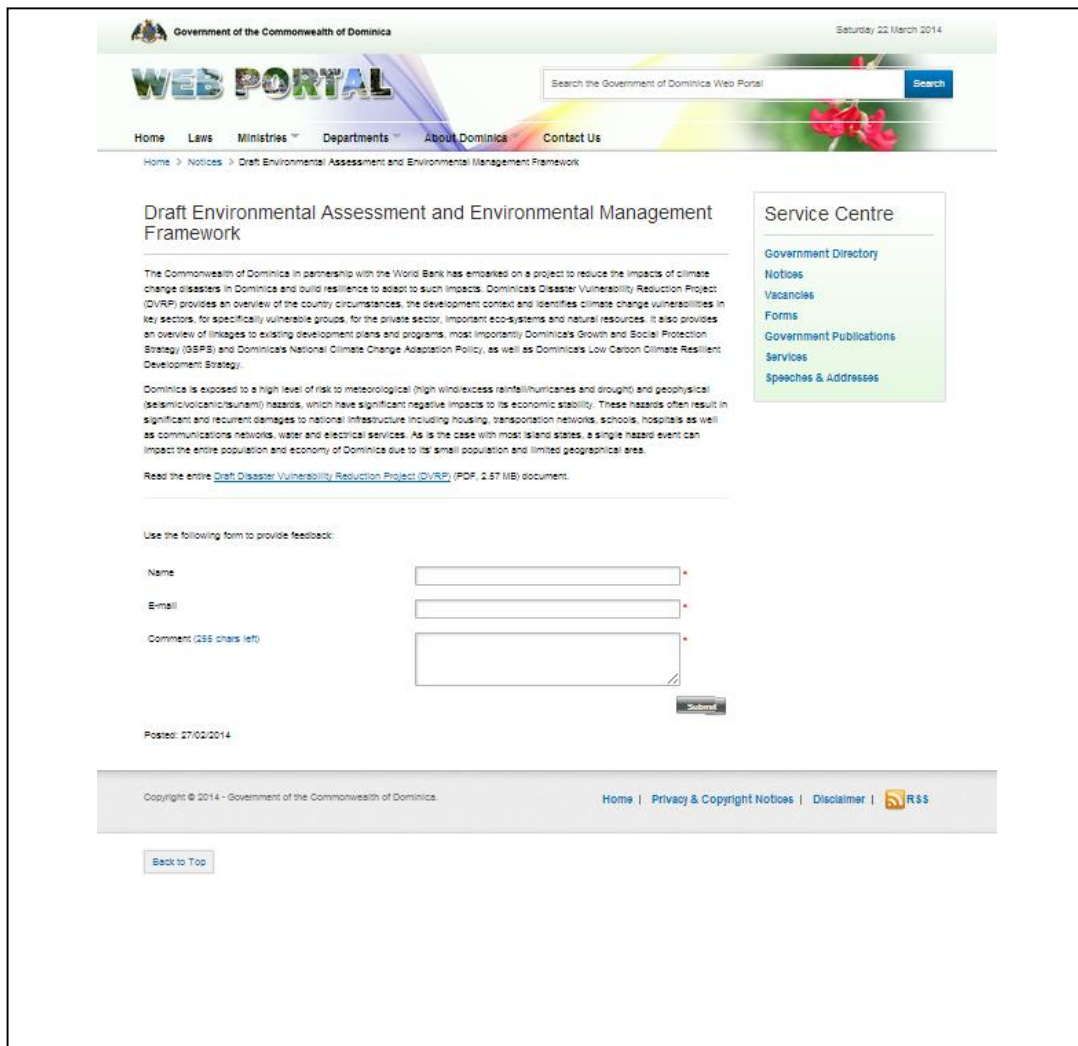 Government of the Commonwealth of Dominica
Saturday 22 March 2014
WEB PORTAL
Search the Government of Dominica Web Portal
Search
Home Laws Ministries Departments About Dominica Contact Us
Home > Notices > Draft Environmental Assessment and Environmental Management Framework
Draft Environmental Assessment and Environmental Management
Framework
The Commonwealth of Dominica in partnership with the World Bank has embarked on a project to reduce the impacts of climate
change disasters in Dominica and build resilience to adapt to such impacts. Dominica's Disaster Vulnerability Reduction Project
(DVRP) provides an overview of the country circumstances, the development context and identifies climate change vulnerabilities in
key sectors, for specifically vulnerable groups, for the private sector, important eco-systems and natural resources. It also provides
an overview of linkages to existing development plans and programs, most importantly Dominica's Growth and Social Protection
Strategy (GSPS) and Dominica's National Climate Change Adaptation Policy, as well as Dominica's Low Carbon Climate Resilient
Development Strategy.
Dominica is exposed to a high level of risk to meteorological (high wind/excess rainfall/hurricanes and drought) and geophysical
(seismic/volcanic/tsunami) hazards, which have significant negative impacts to its economic stability. These hazards often result in
significant and recurrent damages to national infrastructure including housing, transportation networks, schools, hospitals as well
as communications networks, water and electrical services. As is the case with most island states, a single hazard event can
impact the entire population and economy of Dominica due to its' small population and limited geographical area.
Read the entire Draft Disaster Vulnerability Reduction Project (DVRP) (PDF, 2.57 MB) document.
Service Centre
Government Directory
Notices
Vacancies
Forms
Government Publications
Services
Speeches & Addresses
Use the following form to provide feedback:
Name *
E-mail *
Comment (255 chars left) *
Submit
Posted: 27/02/2014
Copyright © 2014 - Government of the Commonwealth of Dominica.
Home | Privacy & Copyright Notices | Disclaimer | RSS
Back to Top